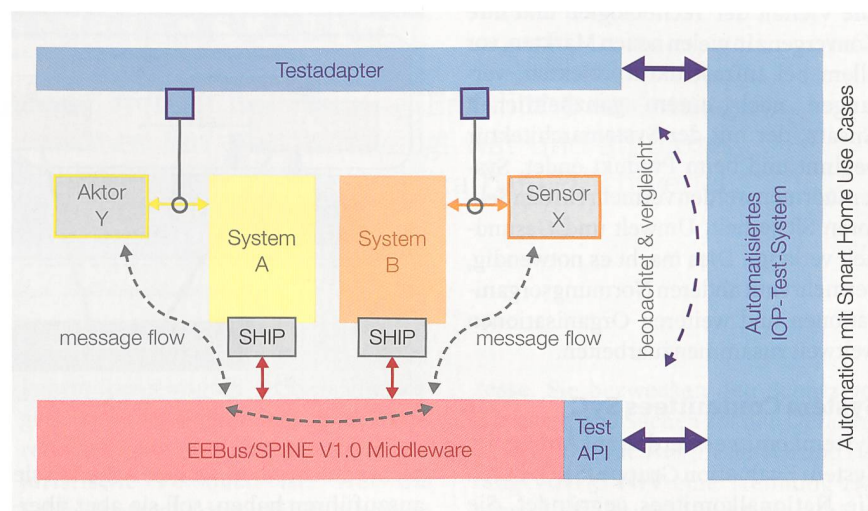 Testadapter
Aktor
Y
System
A
System
B
Sensor
X
SHIP
SHIP
message flow
message flow
EEBus/SPINE V1.0 Middleware
Test
API
beobachtet & vergleicht
Automatisiertes
IOP-Test-System
Automation mit Smart Home Use Cases